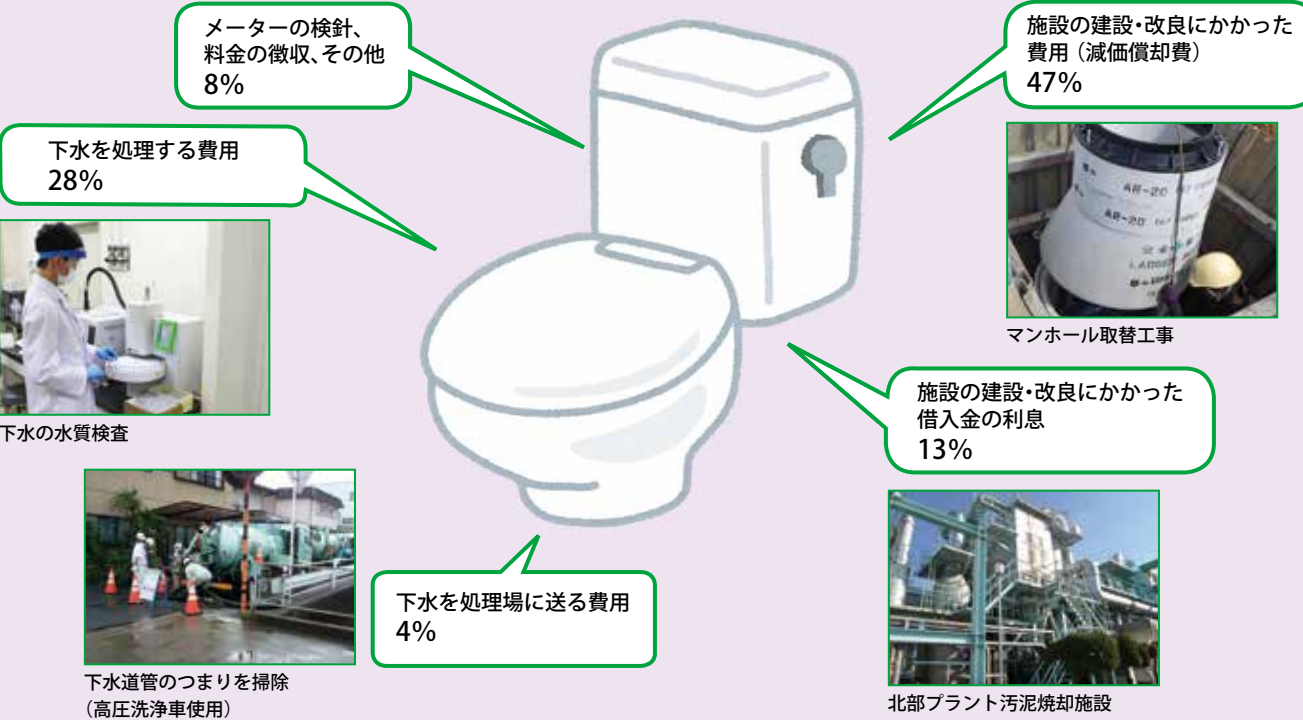 メーターの検針、
料金の徴収、その他
8%
施設の建設・改良にかかった
費用（減価償却費）
47%
下水を処理する費用
28%
AR-20
AR-20
マンホール取替工事
下水の水質検査
施設の建設・改良にかかった
借入金の利息
13%
下水を処理場に送る費用
4%
下水道管のつまりを掃除
（高圧洗浄車使用）
北部プラント汚泥焼却施設